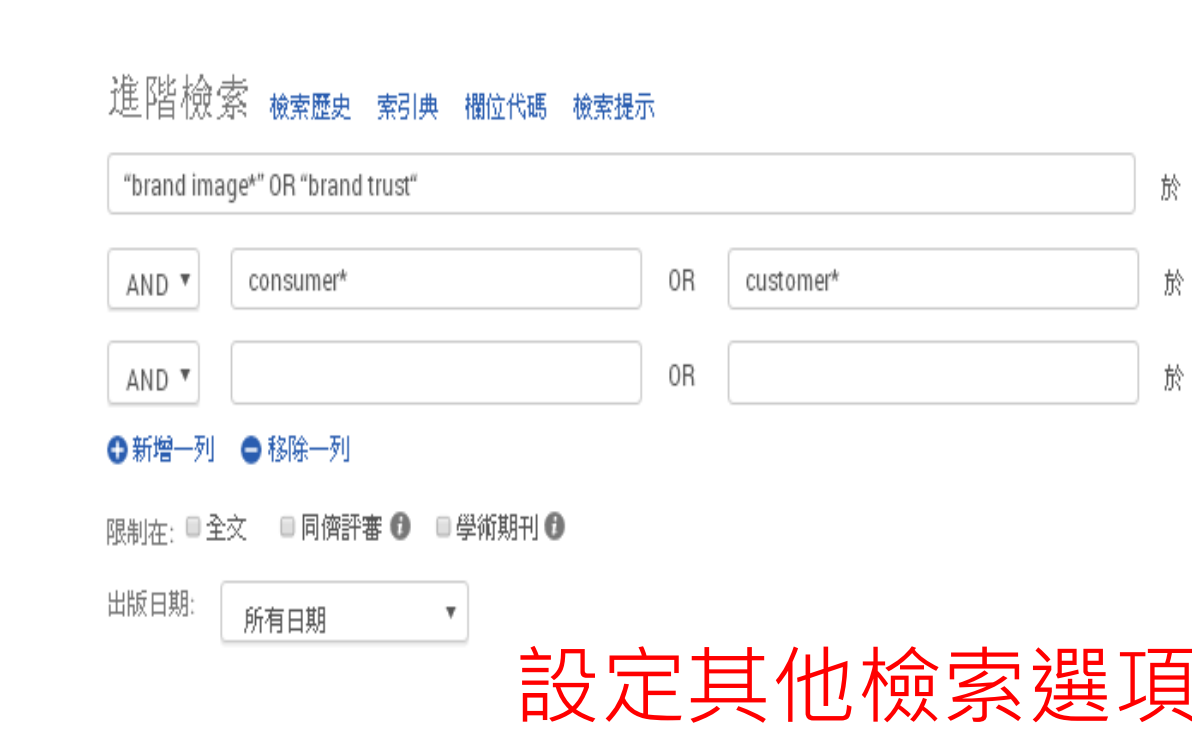 進階檢索 檢索歷史 索引典 欄位代碼 檢索提示
“brand image*” OR “brand trust“ 於
AND ▼ consumer* OR customer* 於
AND ▼ OR 於
新增一列 移除一列
限制在: 全文 同儕評審 i 學術期刊 i
出版日期: 所有日期 ▼
設定其他檢索選項